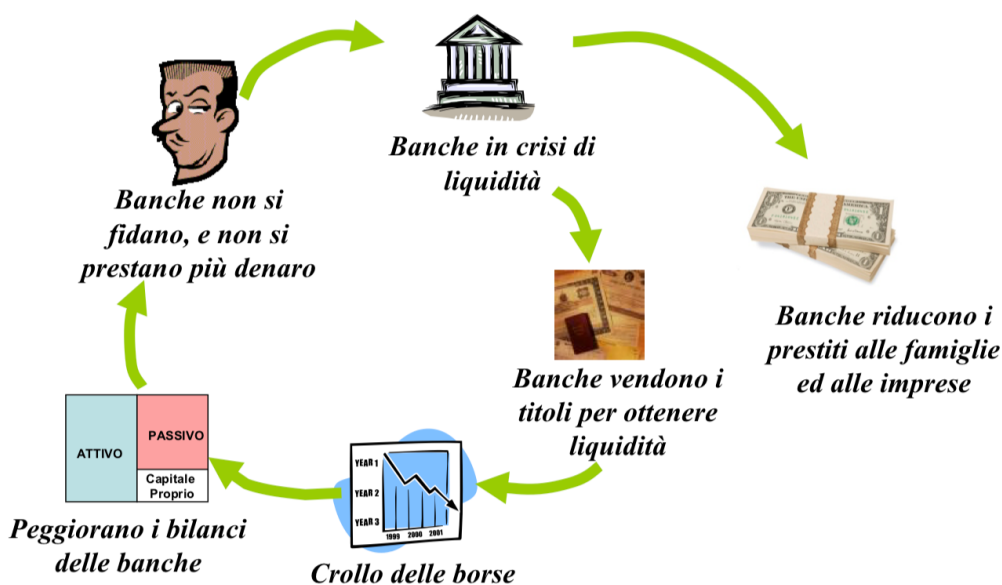 Banche in crisi di
liquidità
Banche riducono i
prestiti alle famiglie
ed alle imprese
Banche vendono i
titoli per ottenere
liquidità
YEAR 1
YEAR 2
YEAR 3
1999 2000 2001
Crollo delle borse
ATTIVO
PASSIVO
Capitale
Proprio
Peggiorano i bilanci
delle banche
Banche non si
fidano, e non si
prestano più denaro